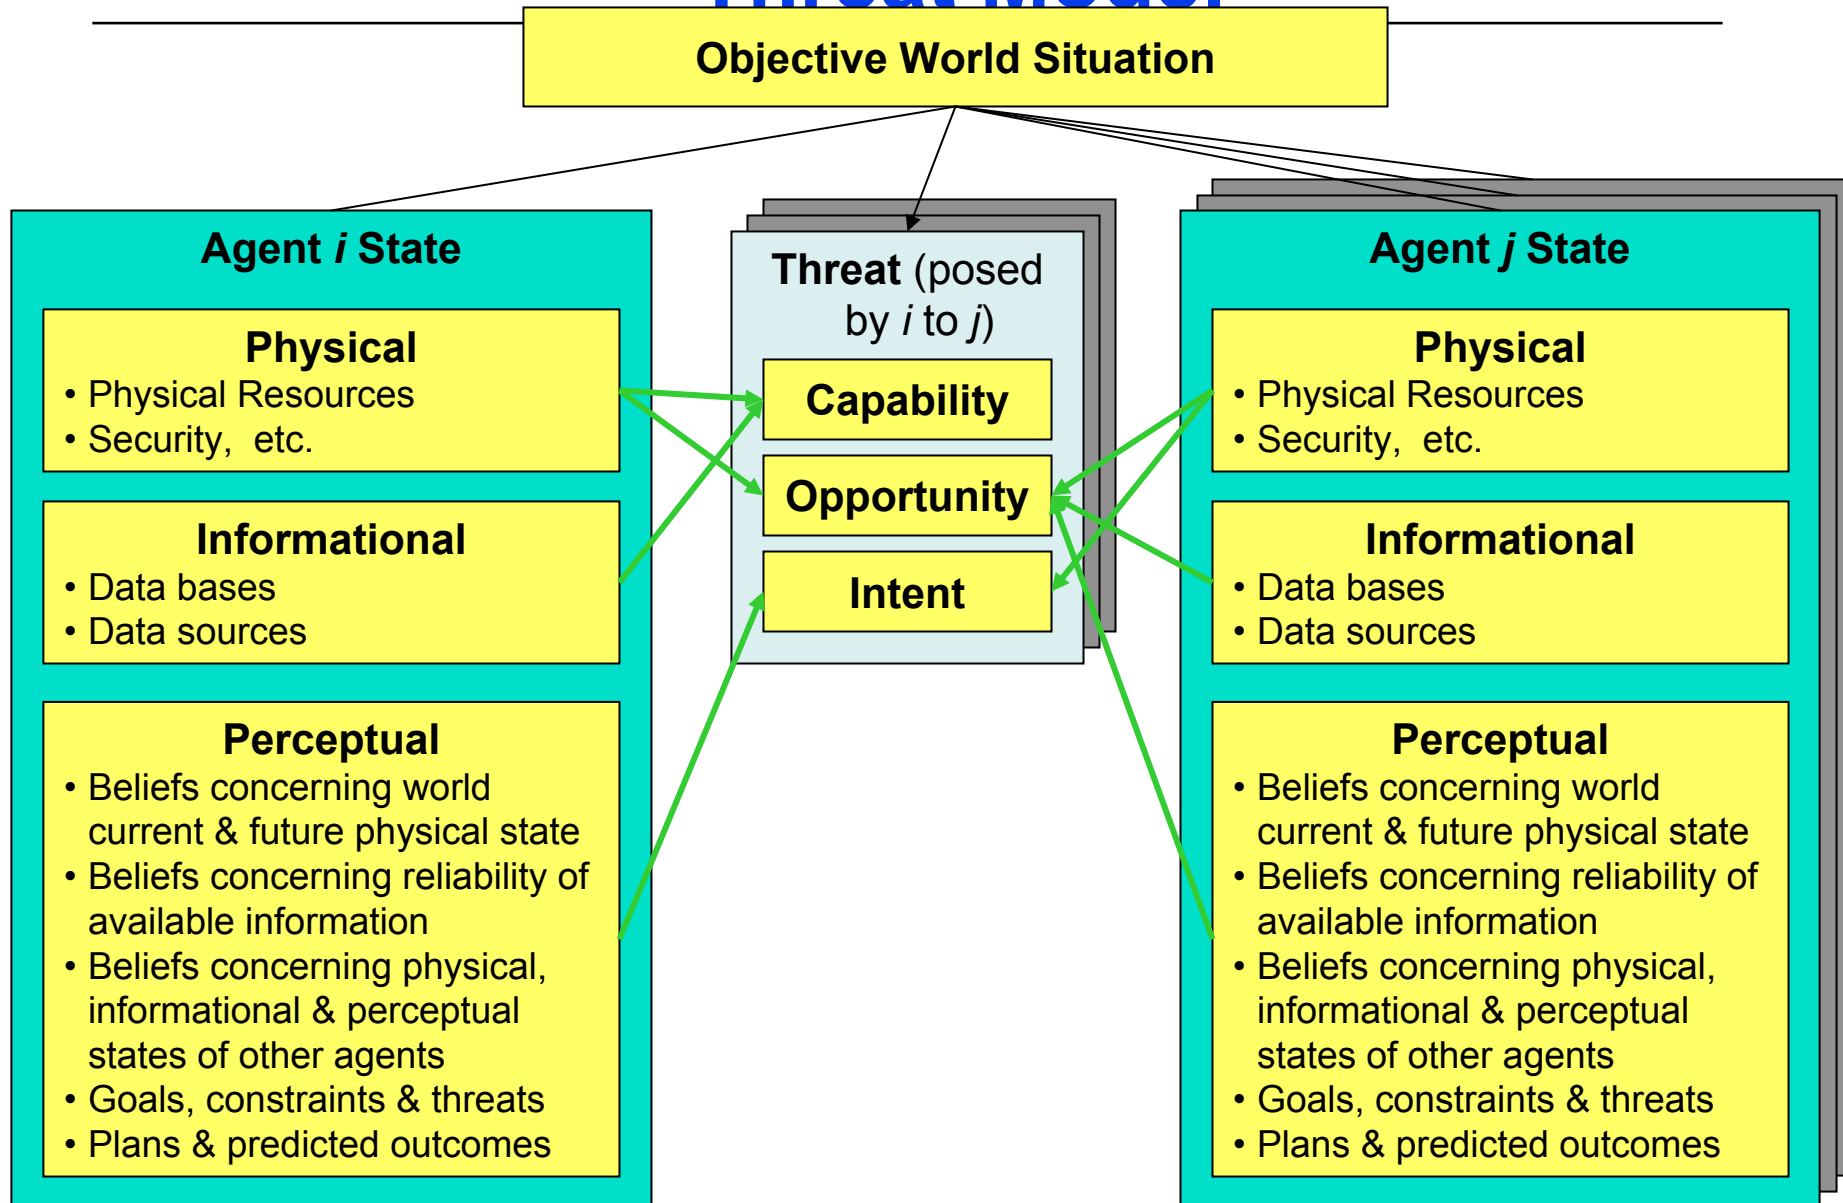 Threat Model
Objective World Situation
Agent i State
Physical
• Physical Resources
• Security, etc.
Informational
• Data bases
• Data sources
Perceptual
• Beliefs concerning world
current & future physical state
• Beliefs concerning reliability of
available information
• Beliefs concerning physical,
informational & perceptual
states of other agents
• Goals, constraints & threats
• Plans & predicted outcomes
Threat (posed
by i to j)
Capability
Opportunity
Intent
Agent j State
Physical
• Physical Resources
• Security, etc.
Informational
• Data bases
• Data sources
Perceptual
• Beliefs concerning world
current & future physical state
• Beliefs concerning reliability of
available information
• Beliefs concerning physical,
informational & perceptual
states of other agents
• Goals, constraints & threats
• Plans & predicted outcomes